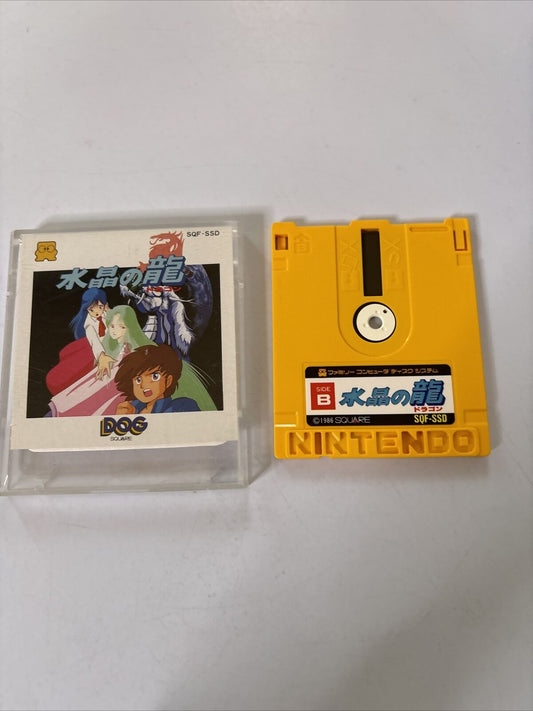 SQF-SSD
水晶の龍
ドラゴン
DOG
SQUARE
ファミリー コンピュータ ディスク システム
SIDE
B
水晶の龍
ドラゴン
©1986 SQUARE
SQF-SSD
NINTENDO